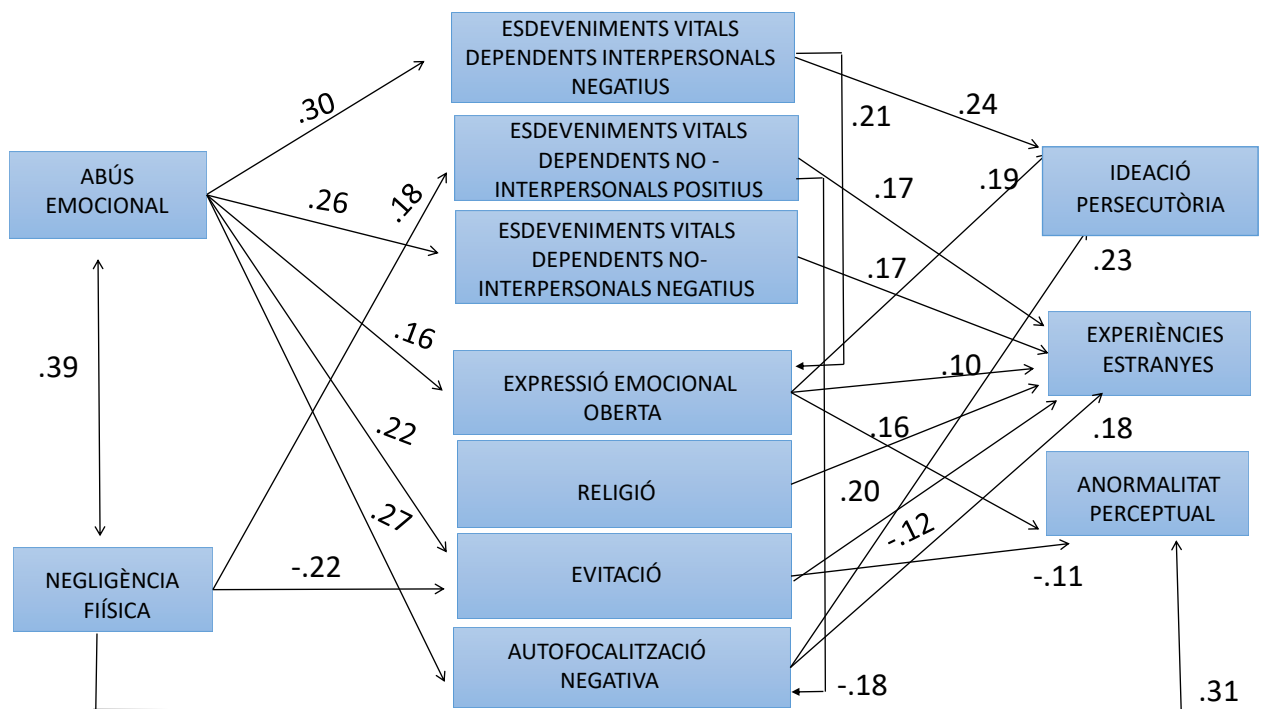 ESDEVENIMENTS VITALS
DEPENDENTS INTERPERSONALS
NEGATIUS
.30
.24
.21
ESDEVENIMENTS VITALS
DEPENDENTS NO -
INTERPERSONALS POSITIUS
ABÚS
EMOCIONAL
IDEACIÓ
PERSECUTÒRIA
.18
.19
.26
.17
ESDEVENIMENTS VITALS
DEPENDENTS NO-
INTERPERSONALS NEGATIUS
.17
.23
.16
.39
EXPRESSIÓ EMOCIONAL
OBERTA
.10
EXPERIÈNCIES
ESTRANYES
.22
.16
.18
RELIGIÓ
.20
ANORMALITAT
PERCEPTUAL
.27
-.12
NEGLIGÈNCIA
FIÍSICA
-.22
EVITACIÓ
-.11
AUTOFOCALITZACIÓ
NEGATIVA
-.18
.31